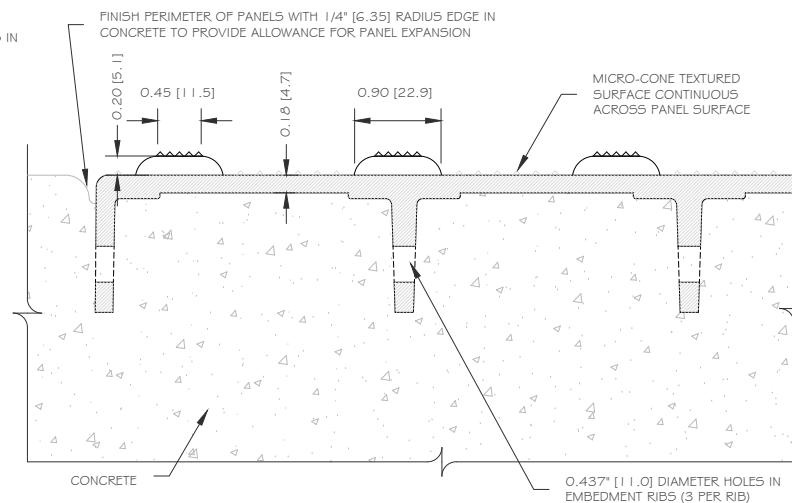 FINISH PERIMETER OF PANELS WITH 1/4" [6.35] RADIUS EDGE IN
CONCRETE TO PROVIDE ALLOWANCE FOR PANEL EXPANSION
IN
0.20 [5.1]
0.45 [11.5]
0.18 [4.7]
0.90 [22.9]
MICRO-CONE TEXTURED
SURFACE CONTINUOUS
ACROSS PANEL SURFACE
CONCRETE
0.437" [11.0] DIAMETER HOLES IN
EMBEDMENT RIBS (3 PER RIB)